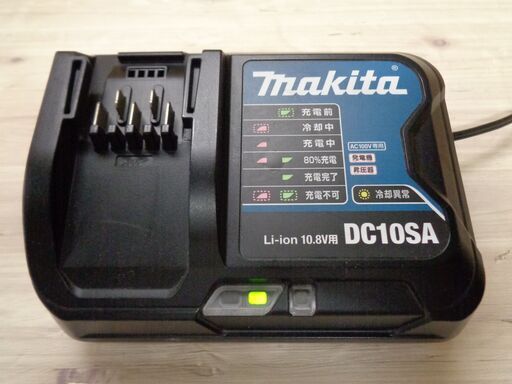 makita®
充電前
冷却中
充電中
80%充電
充電完了
充電不可
AC100V専用
発電機
昇圧器
冷却異常
Li-ion 10.8V用 DC10SA